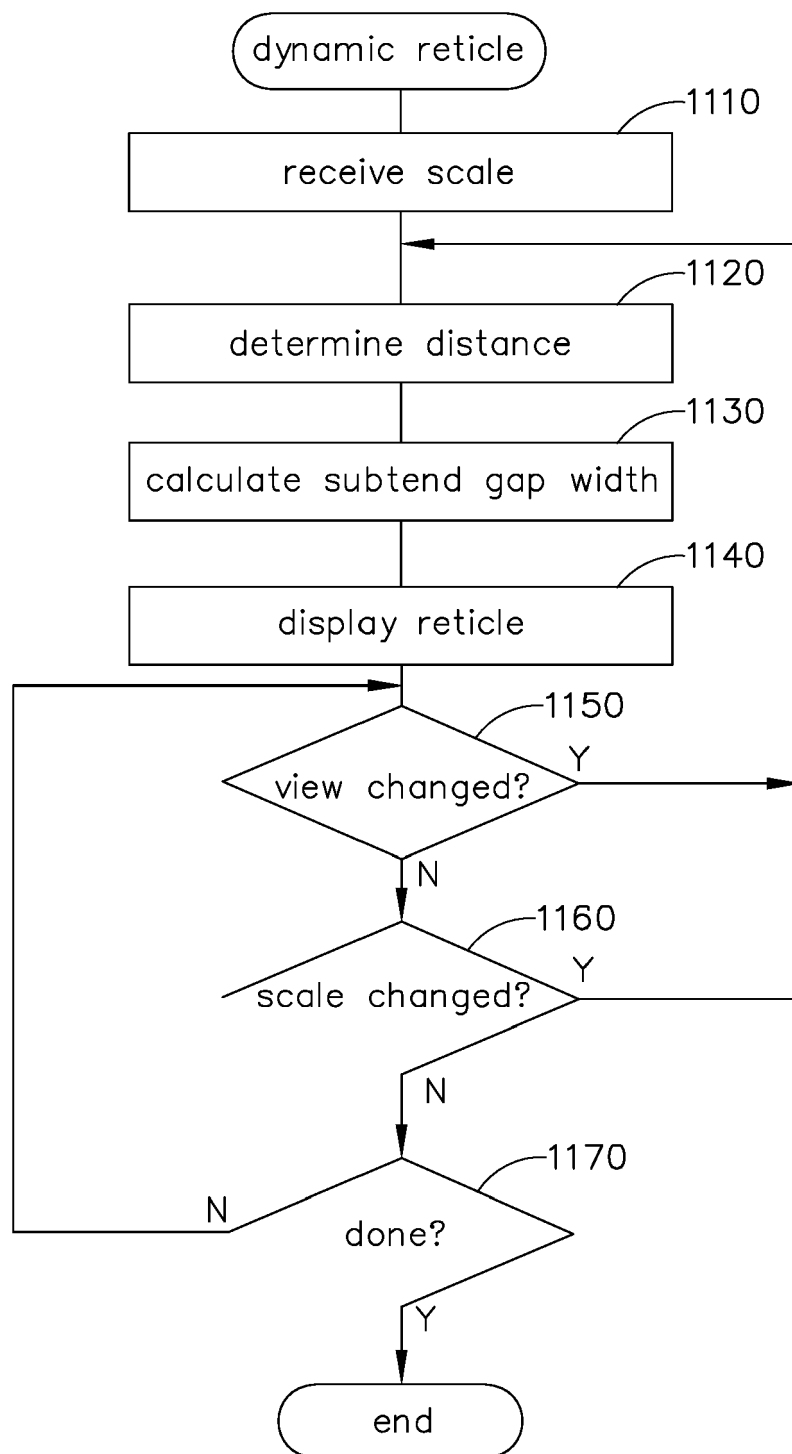 dynamic reticle
1110
receive scale
1120
determine distance
1130
calculate subtend gap width
1140
display reticle
1150
view changed?
Y
N
1160
scale changed?
Y
N
1170
N
done?
Y
end